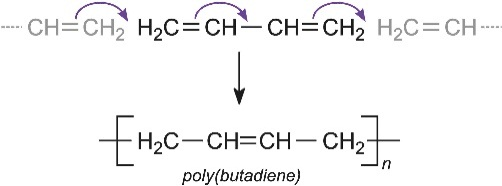 CH=CH₂ H₂C=CH—CH=CH₂ H₂C=CH
[H₂C—CH=CH—CH₂]n
poly(butadiene)